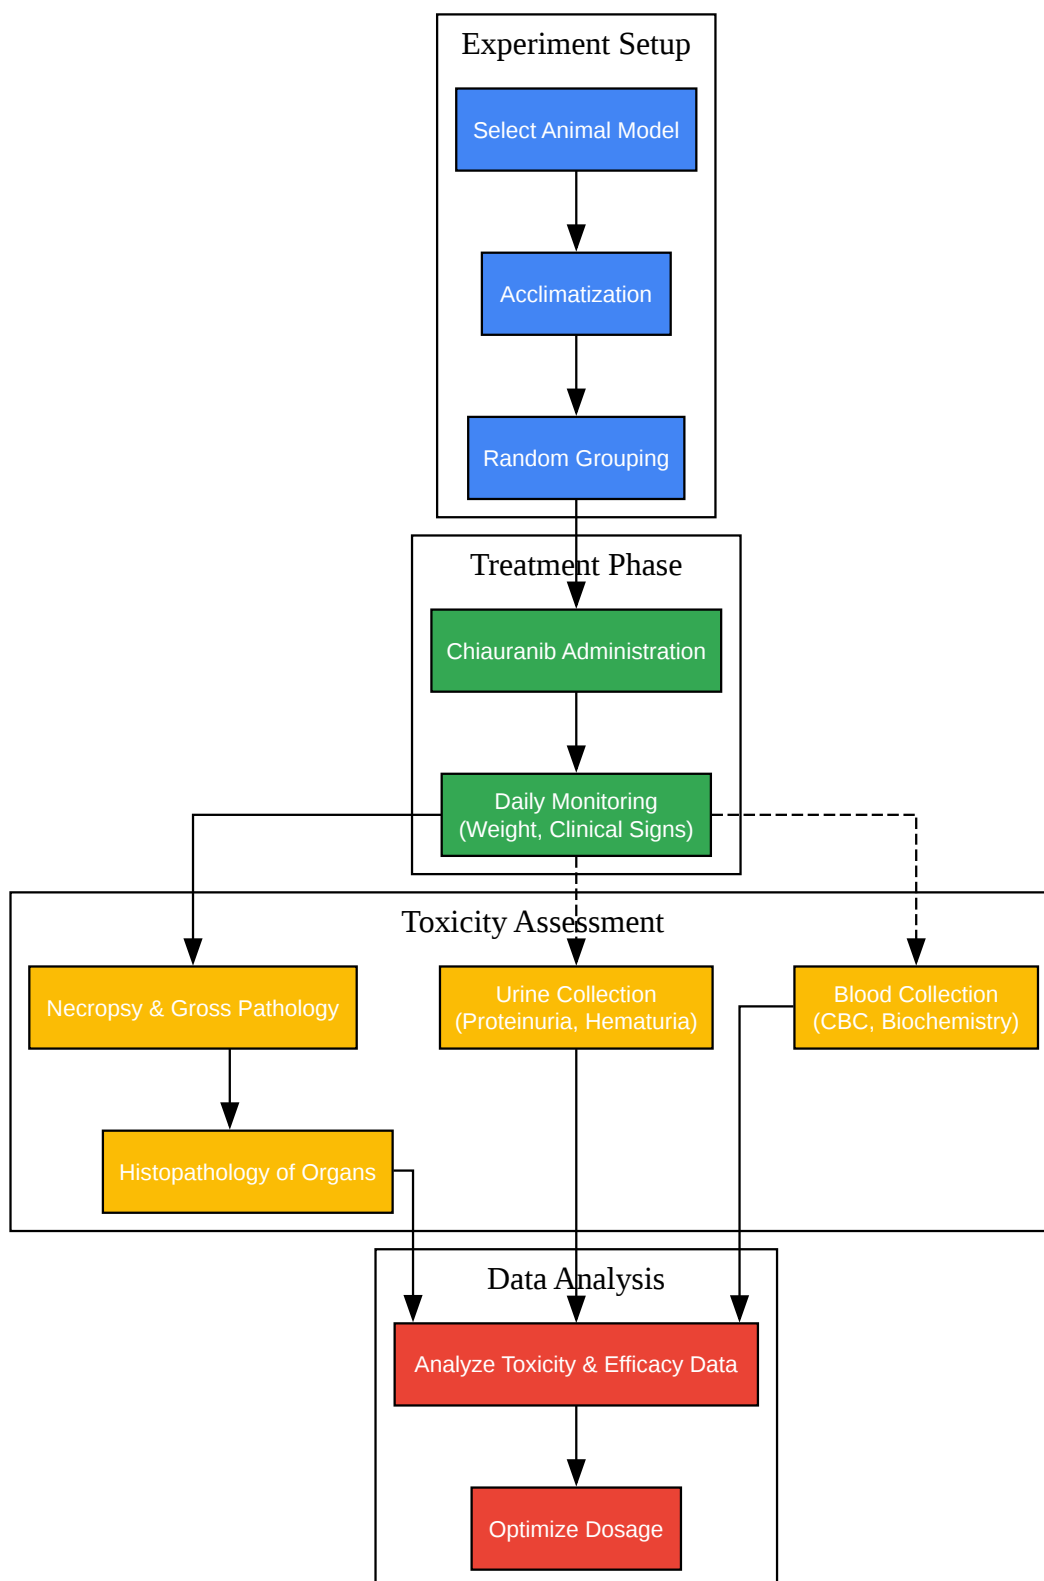 Experiment Setup
Select Animal Model
Acclimatization
Random Grouping
Treatment Phase
Chiauranib Administration
Daily Monitoring
(Weight, Clinical Signs)
Toxicity Assessment
Necropsy & Gross Pathology
Urine Collection
(Proteinuria, Hematuria)
Blood Collection
(CBC, Biochemistry)
Histopathology of Organs
Data Analysis
Analyze Toxicity & Efficacy Data
Optimize Dosage